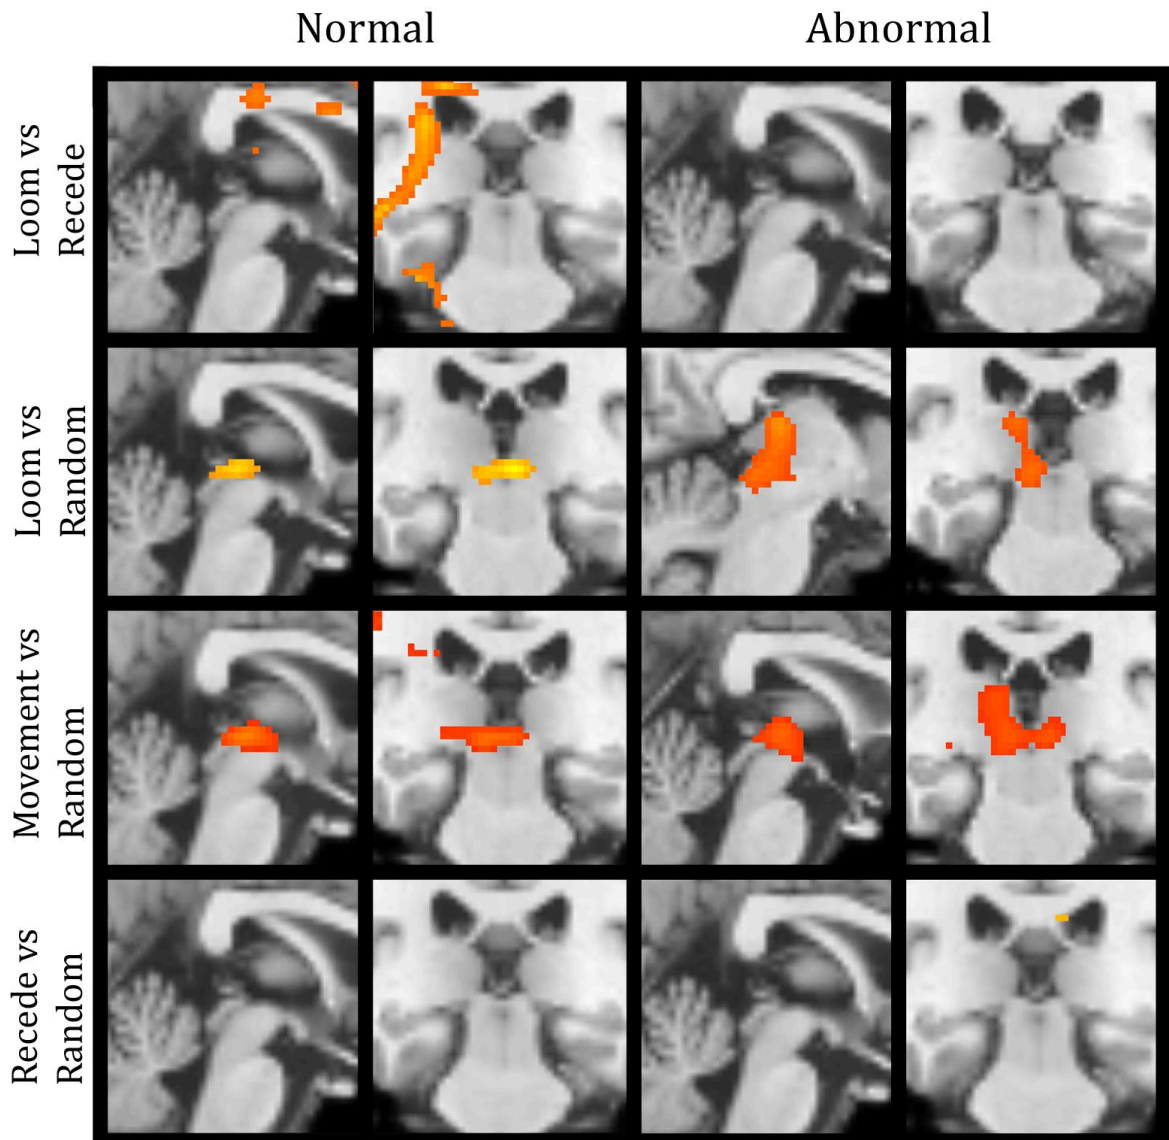 Normal
Abnormal
Loom vs
Recede
Loom vs
Random
Movement vs
Random
Recede vs
Random